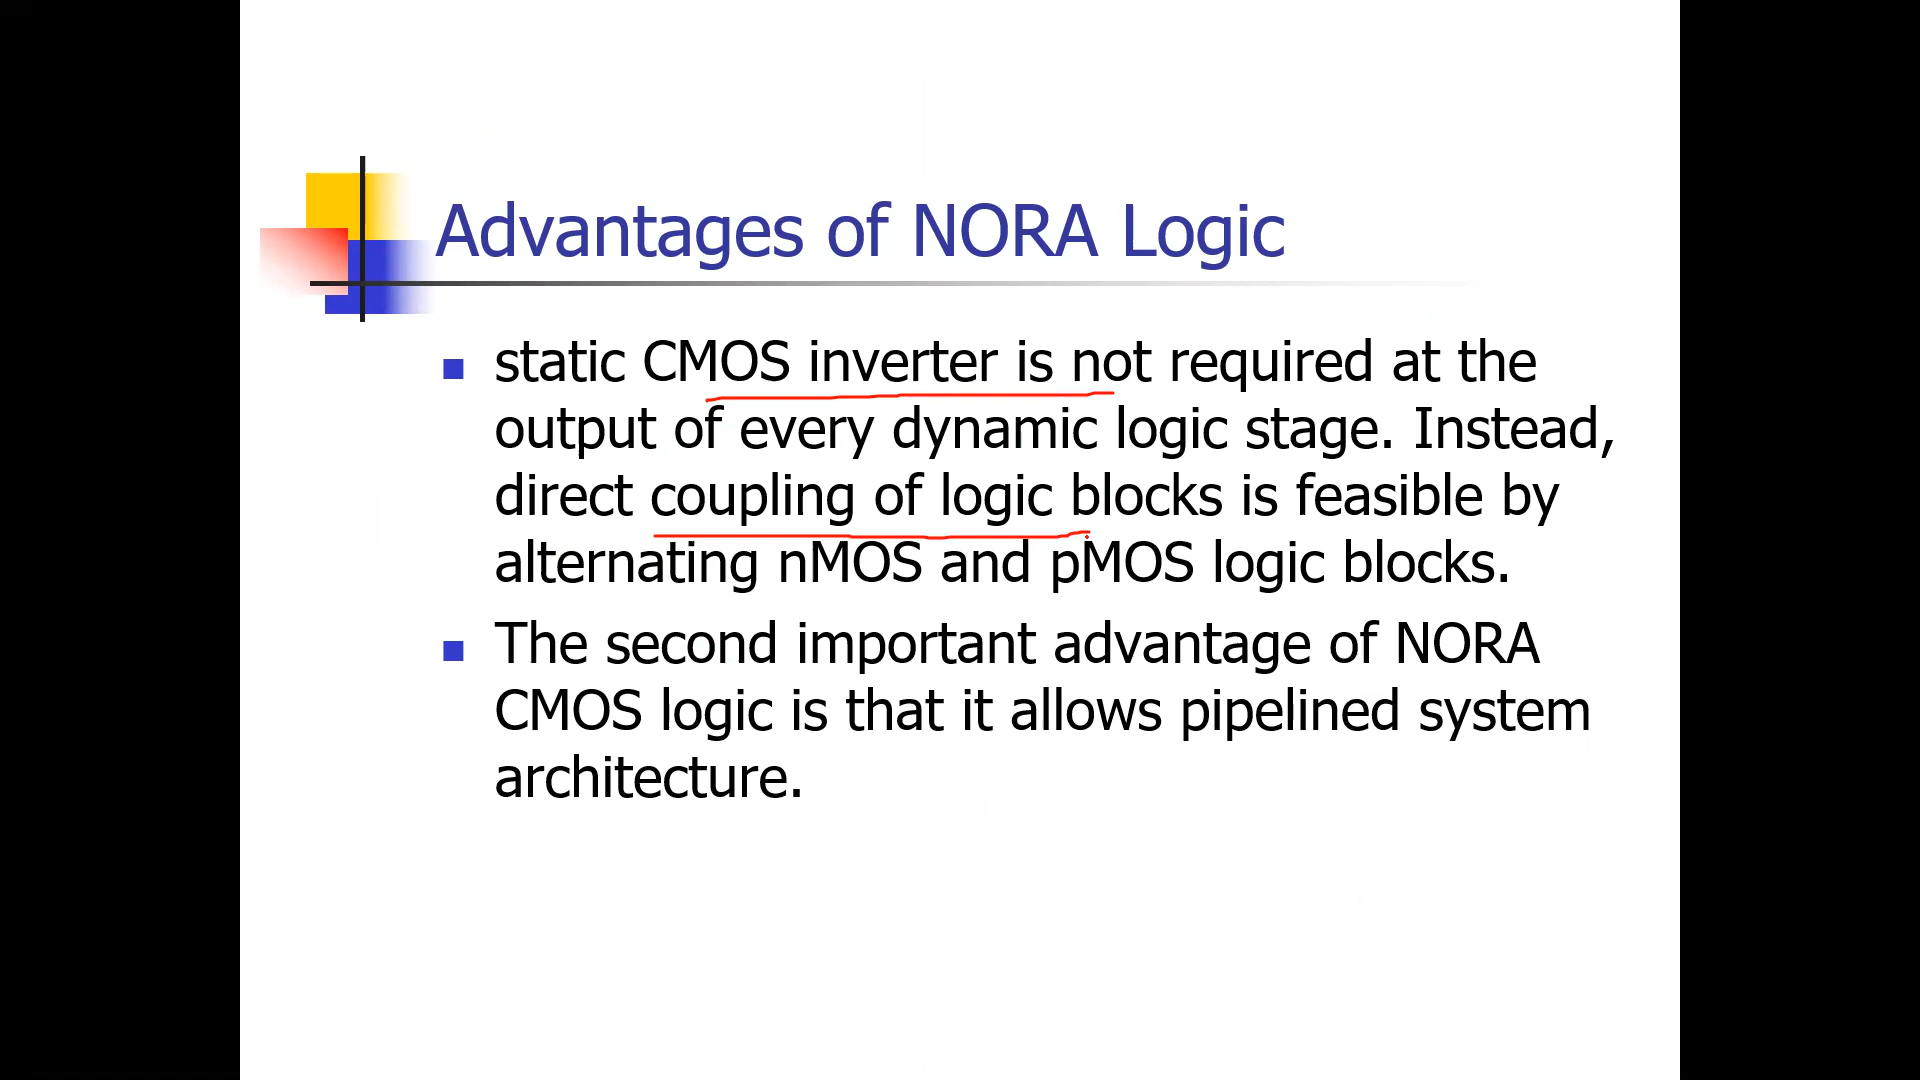 Advantages of NORA Logic
static CMOS inverter is not required at the
output of every dynamic logic stage. Instead,
direct coupling of logic blocks is feasible by
alternating nMOS and pMOS logic blocks.
The second important advantage of NORA
CMOS logic is that it allows pipelined system
architecture.